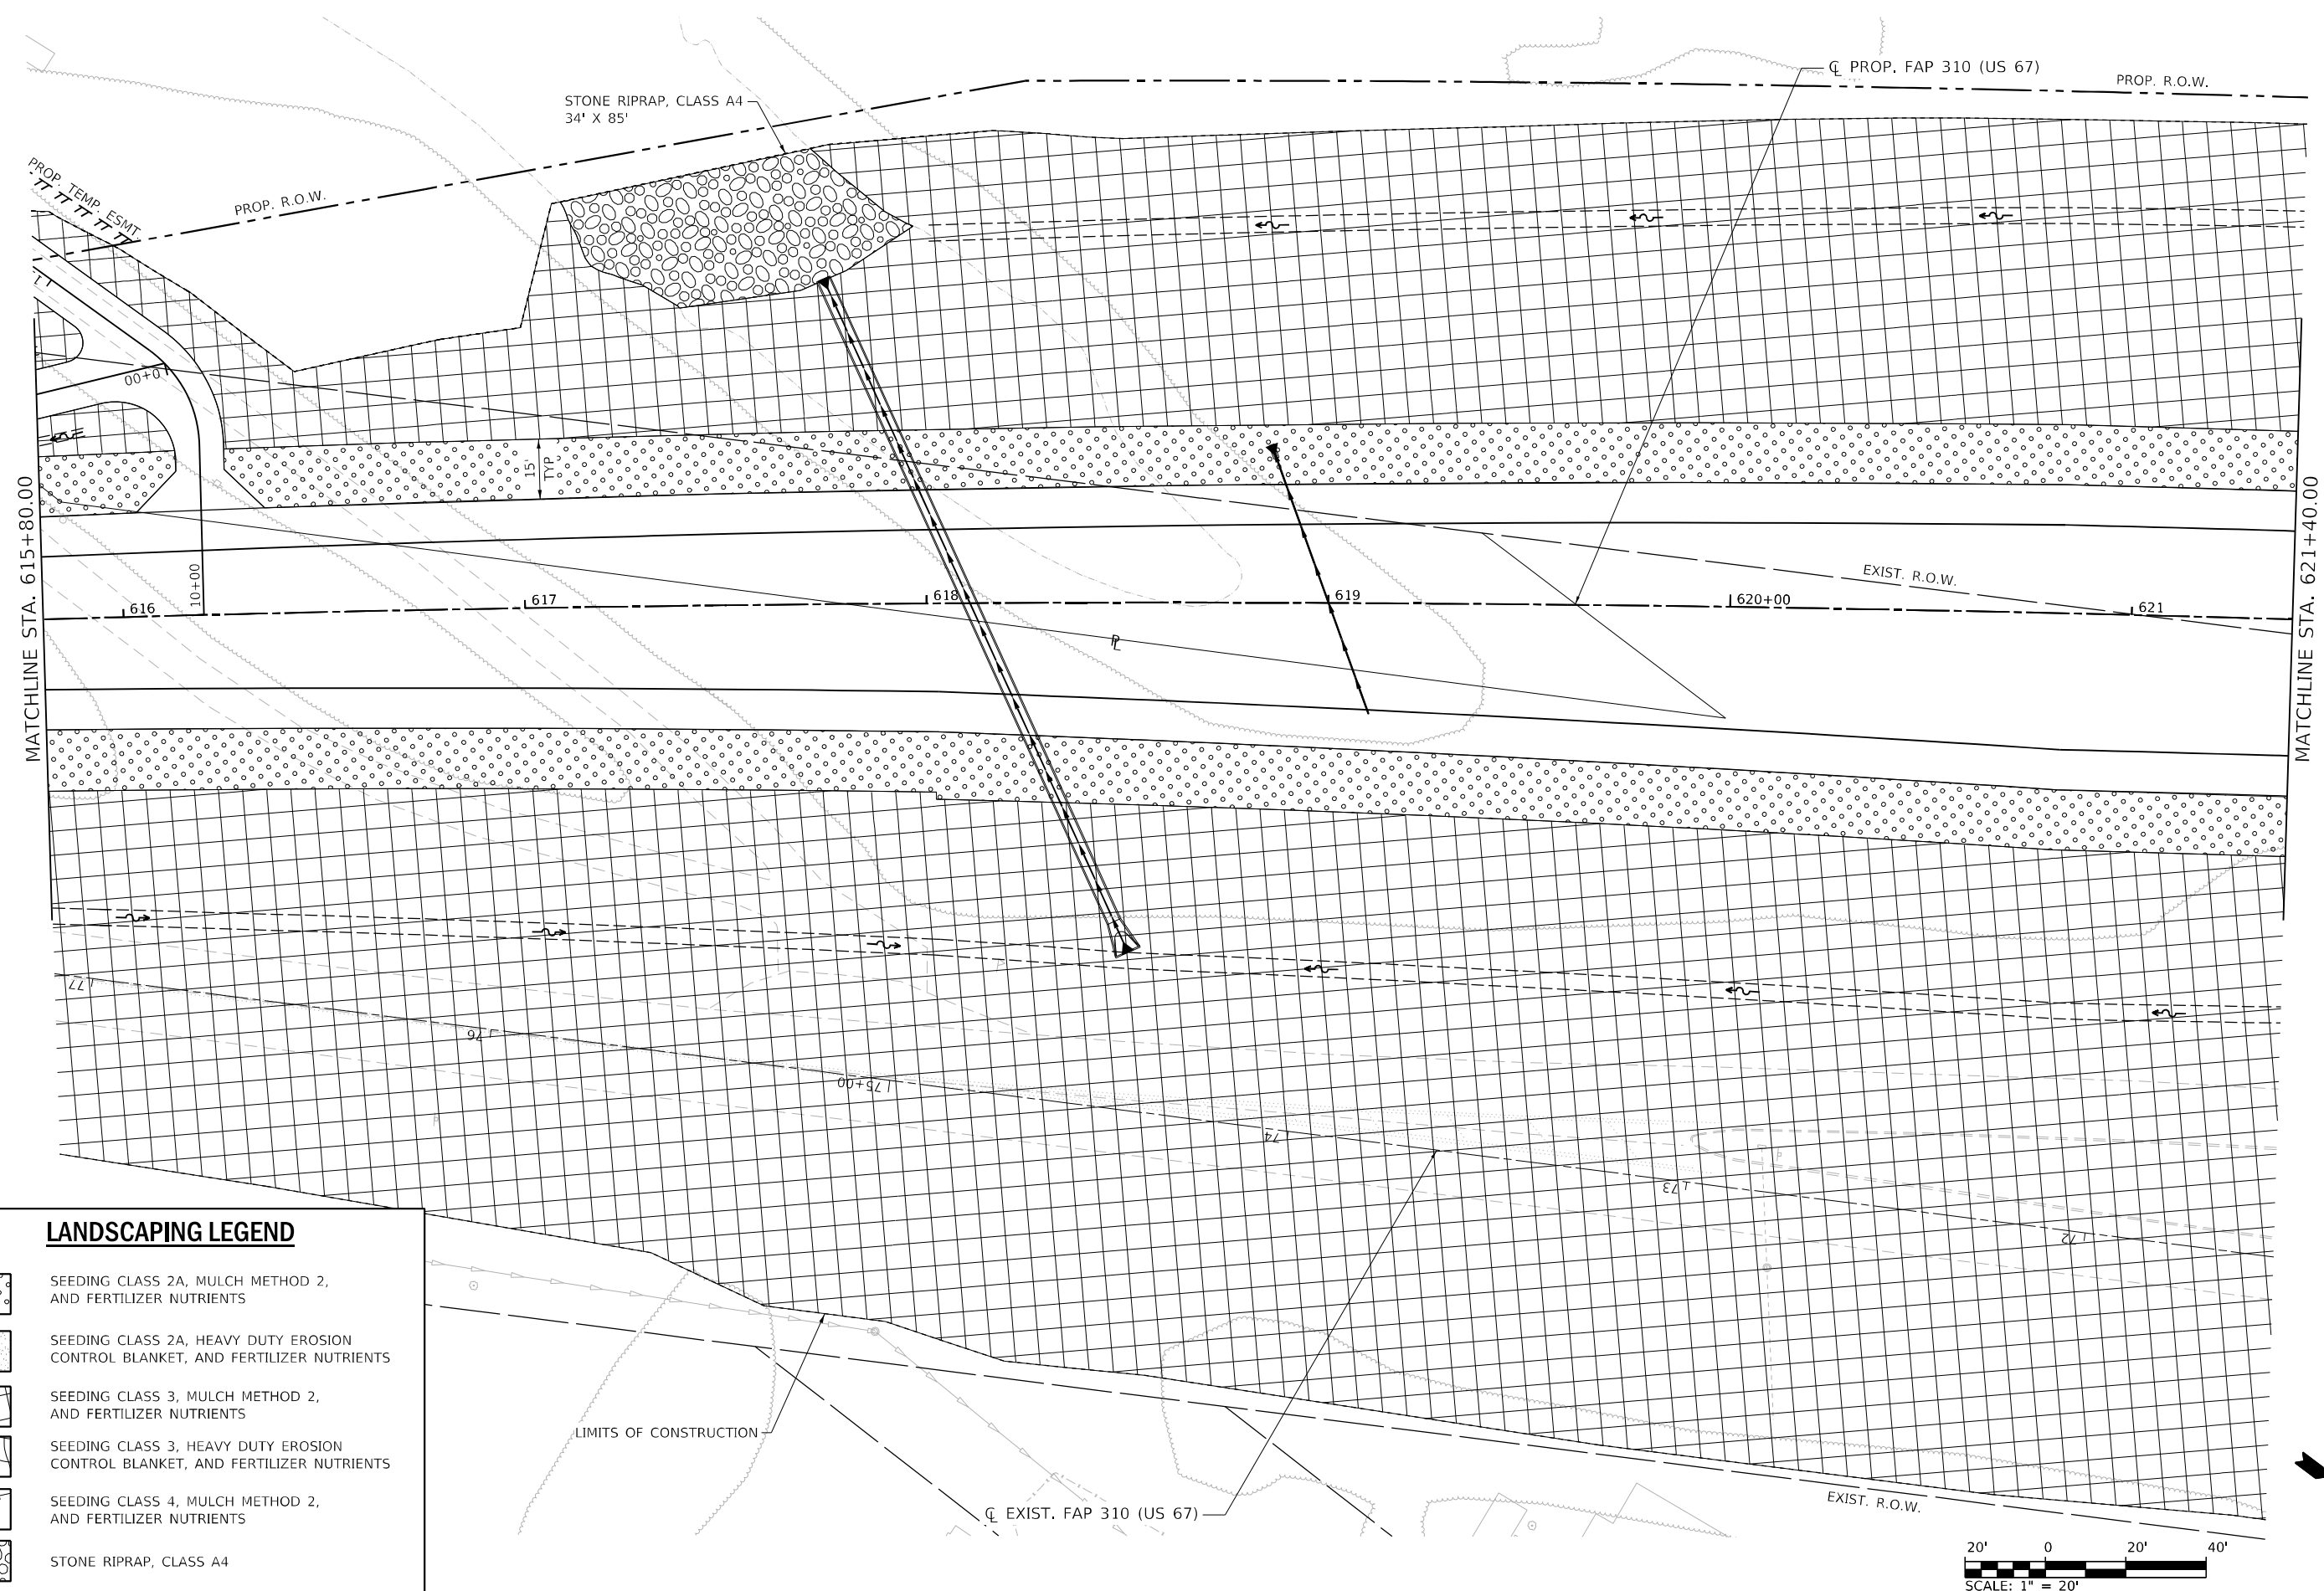 ℄ PROP. FAP 310 (US 67)
PROP. R.O.W.
STONE RIPRAP, CLASS A4
34' X 85'
PROP. TEMP. ESMT.
PROP. R.O.W.
0+00
15'
TYP
MATCHLINE STA. 615+80.00
MATCHLINE STA. 621+40.00
10+00
EXIST. R.O.W.
616
617
618
619
620+00
621
P̲L
77
76
175+00
74
73
72
P
P
P
LANDSCAPING LEGEND
SEEDING CLASS 2A, MULCH METHOD 2,
AND FERTILIZER NUTRIENTS
SEEDING CLASS 2A, HEAVY DUTY EROSION
CONTROL BLANKET, AND FERTILIZER NUTRIENTS
SEEDING CLASS 3, MULCH METHOD 2,
AND FERTILIZER NUTRIENTS
SEEDING CLASS 3, HEAVY DUTY EROSION
CONTROL BLANKET, AND FERTILIZER NUTRIENTS
SEEDING CLASS 4, MULCH METHOD 2,
AND FERTILIZER NUTRIENTS
STONE RIPRAP, CLASS A4
LIMITS OF CONSTRUCTION
℄ EXIST. FAP 310 (US 67)
EXIST. R.O.W.
20' 0 20' 40'
SCALE: 1" = 20'